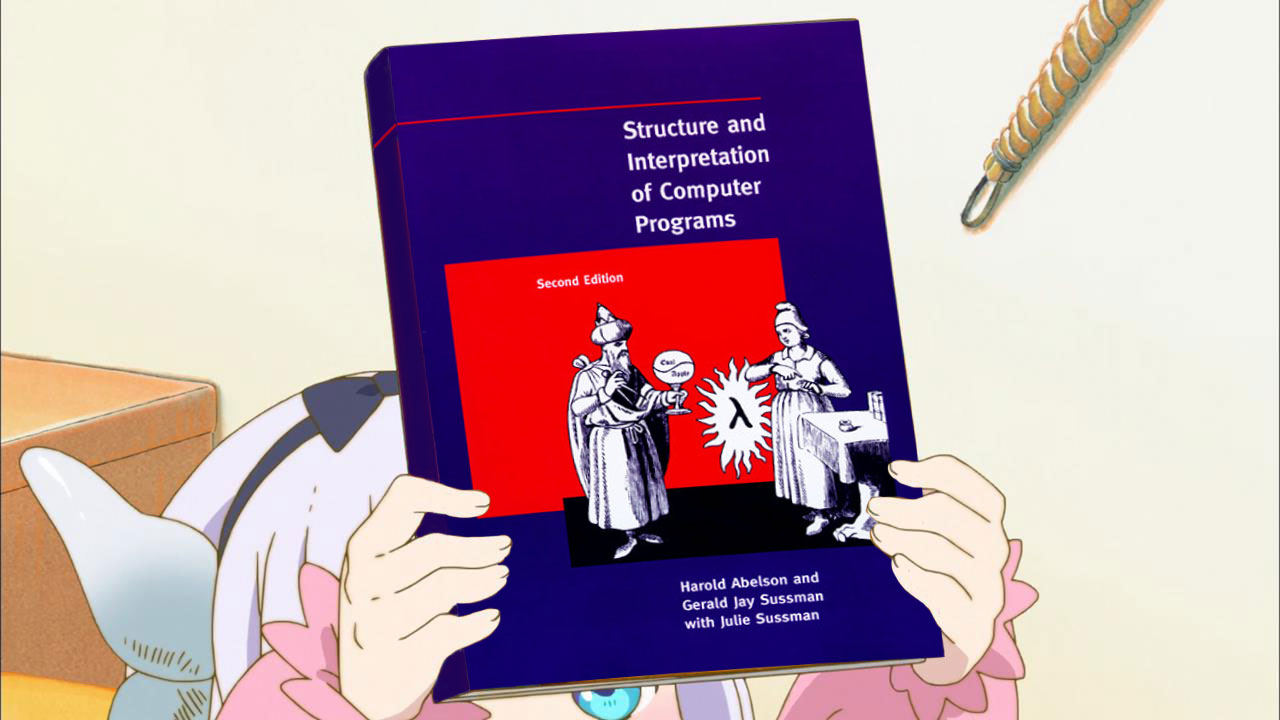 Structure and
Interpretation
of Computer
Programs
Second Edition
λ
Harold Abelson and
Gerald Jay Sussman
with Julie Sussman